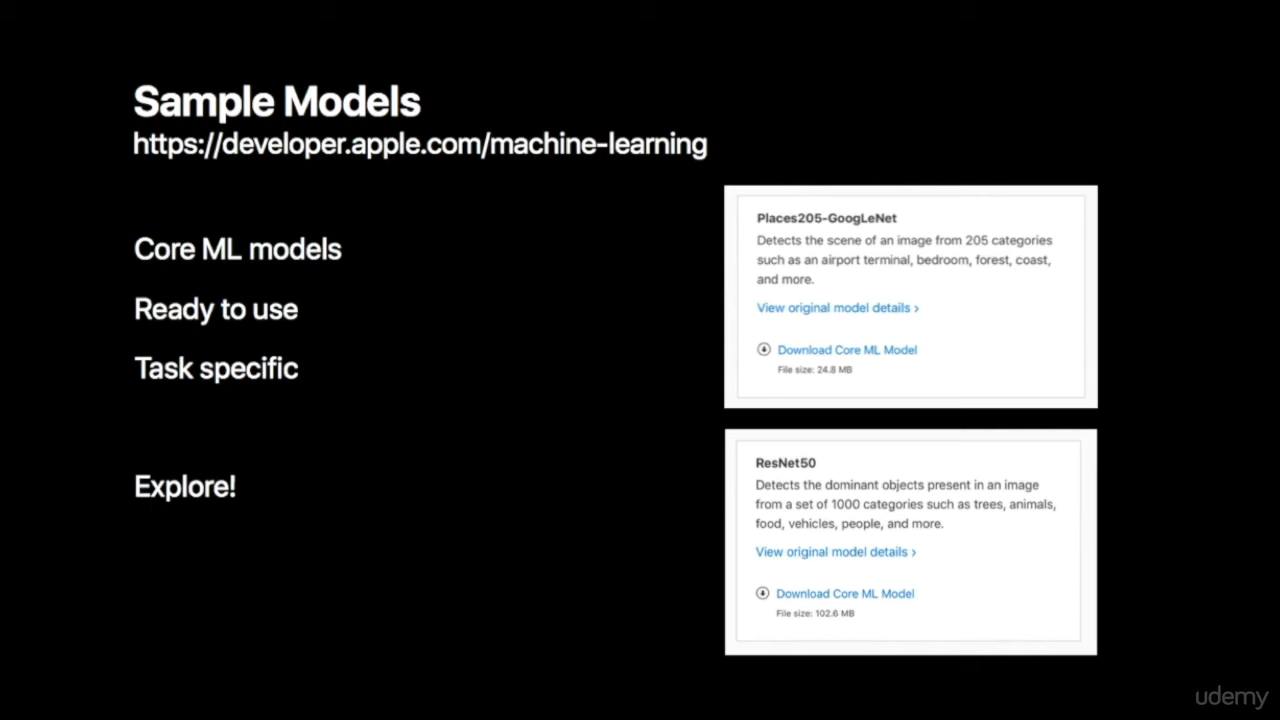 Sample Models
https://developer.apple.com/machine-learning
Core ML models
Ready to use
Task specific
Explore!
Places205-GoogLeNet
Detects the scene of an image from 205 categories
such as an airport terminal, bedroom, forest, coast,
and more.
View original model details ›
Download Core ML Model
File size: 24.8 MB
ResNet50
Detects the dominant objects present in an image
from a set of 1000 categories such as trees, animals,
food, vehicles, people, and more.
View original model details ›
Download Core ML Model
File size: 102.6 MB
udemy